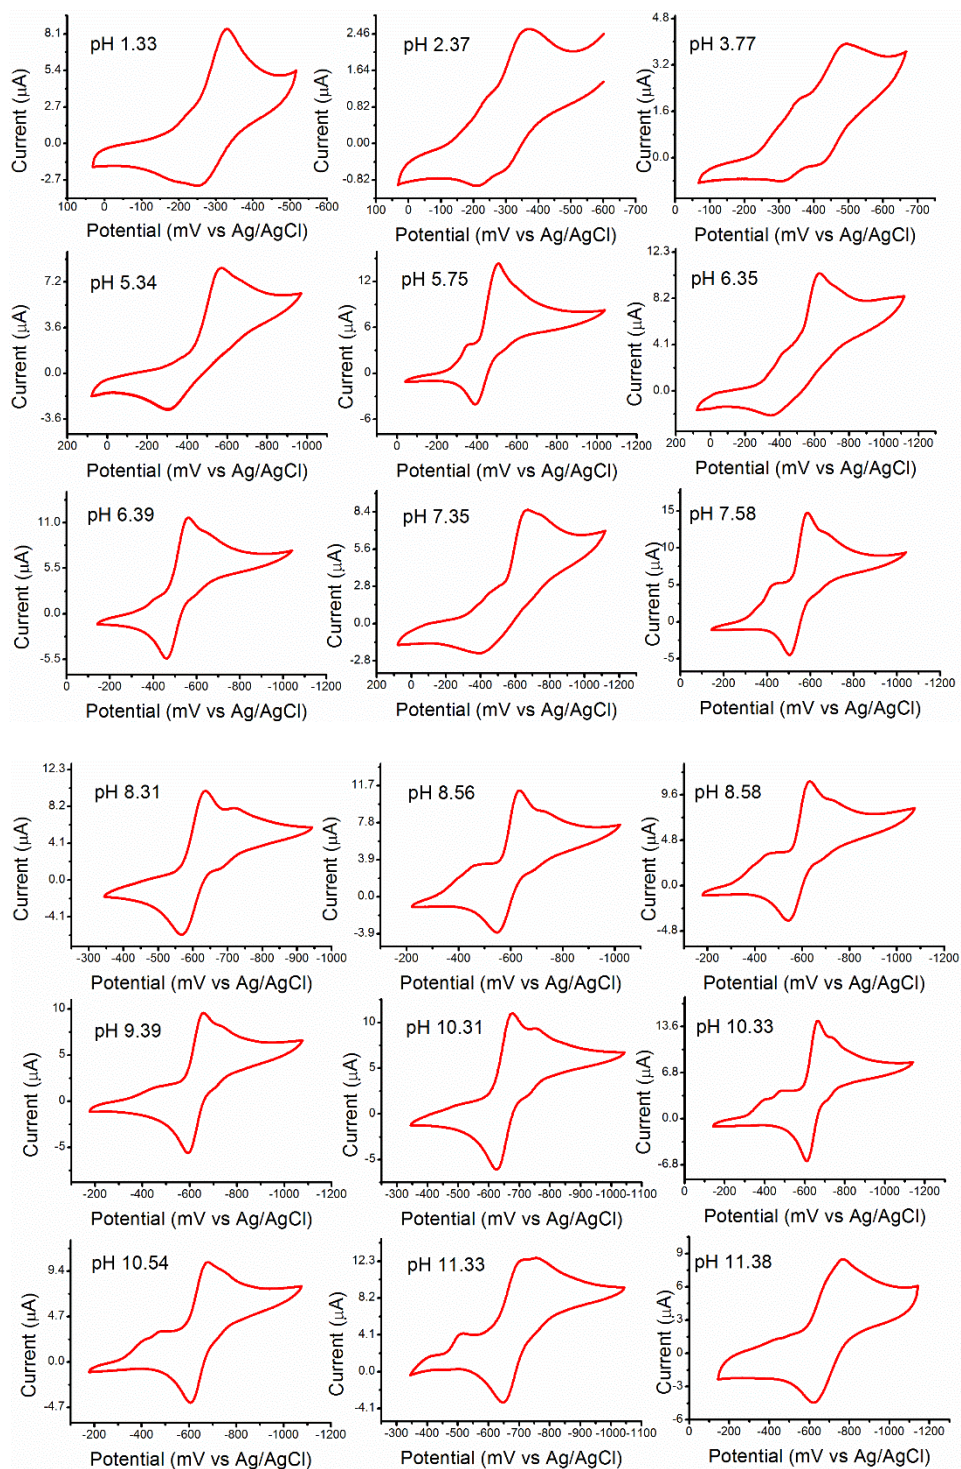 pH 1.33
8.1
5.4
2.7
0.0
-2.7
Current (µA)
100 0 -100 -200 -300 -400 -500 -600
Potential (mV vs Ag/AgCl)
pH 2.37
2.46
1.64
0.82
0.00
-0.82
Current (µA)
100 0 -100 -200 -300 -400 -500 -600 -700
Potential (mV vs Ag/AgCl)
pH 3.77
4.8
3.2
1.6
0.0
Current (µA)
0 -100 -200 -300 -400 -500 -600 -700
Potential (mV vs Ag/AgCl)
pH 5.34
7.2
3.6
0.0
-3.6
Current (µA)
200 0 -200 -400 -600 -800 -1000
Potential (mV vs Ag/AgCl)
pH 5.75
12
6
0
-6
Current (µA)
0 -200 -400 -600 -800 -1000 -1200
Potential (mV vs Ag/AgCl)
pH 6.35
12.3
8.2
4.1
0.0
Current (µA)
200 0 -200 -400 -600 -800 -1000 -1200
Potential (mV vs Ag/AgCl)
pH 6.39
11.0
5.5
0.0
-5.5
Current (µA)
0 -200 -400 -600 -800 -1000 -1200
Potential (mV vs Ag/AgCl)
pH 7.35
8.4
5.6
2.8
0.0
-2.8
Current (µA)
200 0 -200 -400 -600 -800 -1000 -1200
Potential (mV vs Ag/AgCl)
pH 7.58
15
10
5
0
-5
Current (µA)
0 -200 -400 -600 -800 -1000 -1200
Potential (mV vs Ag/AgCl)
pH 8.31
12.3
8.2
4.1
0.0
-4.1
Current (µA)
-300 -400 -500 -600 -700 -800 -900 -1000
Potential (mV vs Ag/AgCl)
pH 8.56
11.7
7.8
3.9
0.0
-3.9
Current (µA)
-200 -400 -600 -800 -1000
Potential (mV vs Ag/AgCl)
pH 8.58
9.6
4.8
0.0
-4.8
Current (µA)
-200 -400 -600 -800 -1000 -1200
Potential (mV vs Ag/AgCl)
pH 9.39
10
5
0
-5
Current (µA)
-200 -400 -600 -800 -1000 -1200
Potential (mV vs Ag/AgCl)
pH 10.31
10
5
0
-5
Current (µA)
-300 -400 -500 -600 -700 -800 -900 -1000 -1100
Potential (mV vs Ag/AgCl)
pH 10.33
13.6
6.8
0.0
-6.8
Current (µA)
0 -200 -400 -600 -800 -1000 -1200
Potential (mV vs Ag/AgCl)
pH 10.54
9.4
4.7
0.0
-4.7
Current (µA)
-200 -400 -600 -800 -1000 -1200
Potential (mV vs Ag/AgCl)
pH 11.33
12.3
8.2
4.1
0.0
-4.1
Current (µA)
-300 -400 -500 -600 -700 -800 -900 -1000 -1100
Potential (mV vs Ag/AgCl)
pH 11.38
9
6
3
0
-3
-6
Current (µA)
0 -200 -400 -600 -800 -1000 -1200
Potential (mV vs Ag/AgCl)